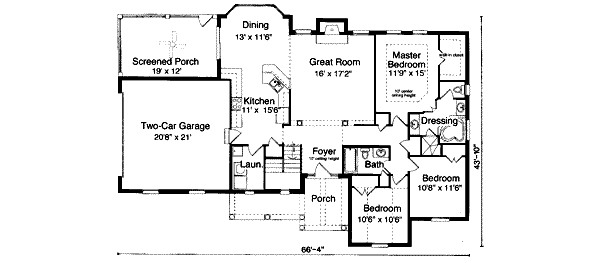 Dining
13' x 11'6"
Screened Porch
19' x 12'
Great Room
16' x 17'2"
Master
Bedroom
11'9" x 15'
10' center
ceiling height
walk-in closet
Kitchen
11' x 15'6"
Two-Car Garage
20'8" x 21'
Dressing
Foyer
10' ceiling height
Laun.
Bath
Bedroom
10'8" x 11'6"
Porch
Bedroom
10'6" x 10'6"
43'-10"
66'-4"